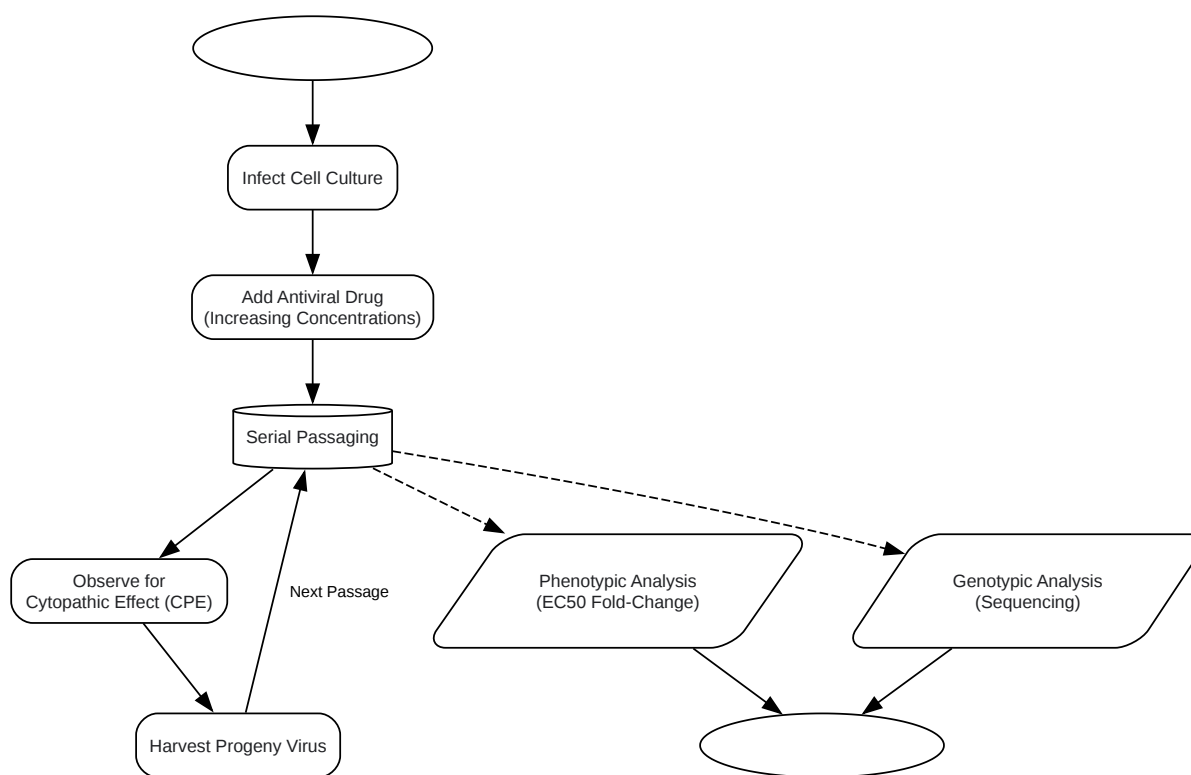 Infect Cell Culture
Add Antiviral Drug
(Increasing Concentrations)
Serial Passaging
Observe for
Cytopathic Effect (CPE)
Next Passage
Phenotypic Analysis
(EC50 Fold-Change)
Genotypic Analysis
(Sequencing)
Harvest Progeny Virus